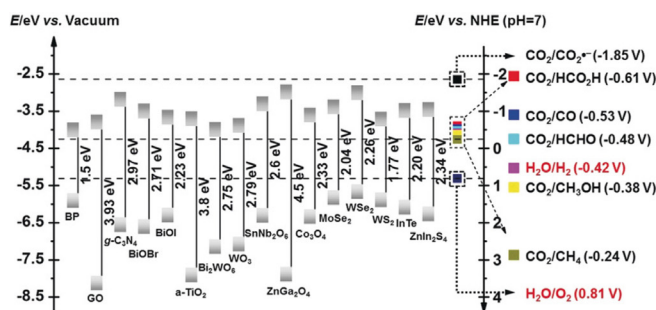 E/eV vs. Vacuum
E/eV vs. NHE (pH=7)
-2.5
-3.5
-4.5
-5.5
-6.5
-7.5
-8.5
1.5 eV
3.93 eV
2.97 eV
2.71 eV
2.23 eV
3.8 eV
2.75 eV
2.79 eV
2.6 eV
4.5 eV
2.33 eV
2.04 eV
2.26 eV
1.77 eV
2.20 eV
2.34 eV
BP
GO
g-C₃N₄
BiOBr
BiOI
a-TiO₂
Bi₂WO₆
WO₃
SnNb₂O₆
ZnGa₂O₄
Co₃O₄
MoSe₂
WSe₂
WS₂
InTe
ZnIn₂S₄
-2
-1
0
1
2
3
4
CO₂/CO₂•− (-1.85 V)
CO₂/HCO₂H (-0.61 V)
CO₂/CO (-0.53 V)
CO₂/HCHO (-0.48 V)
H₂O/H₂ (-0.42 V)
CO₂/CH₃OH (-0.38 V)
CO₂/CH₄ (-0.24 V)
H₂O/O₂ (0.81 V)